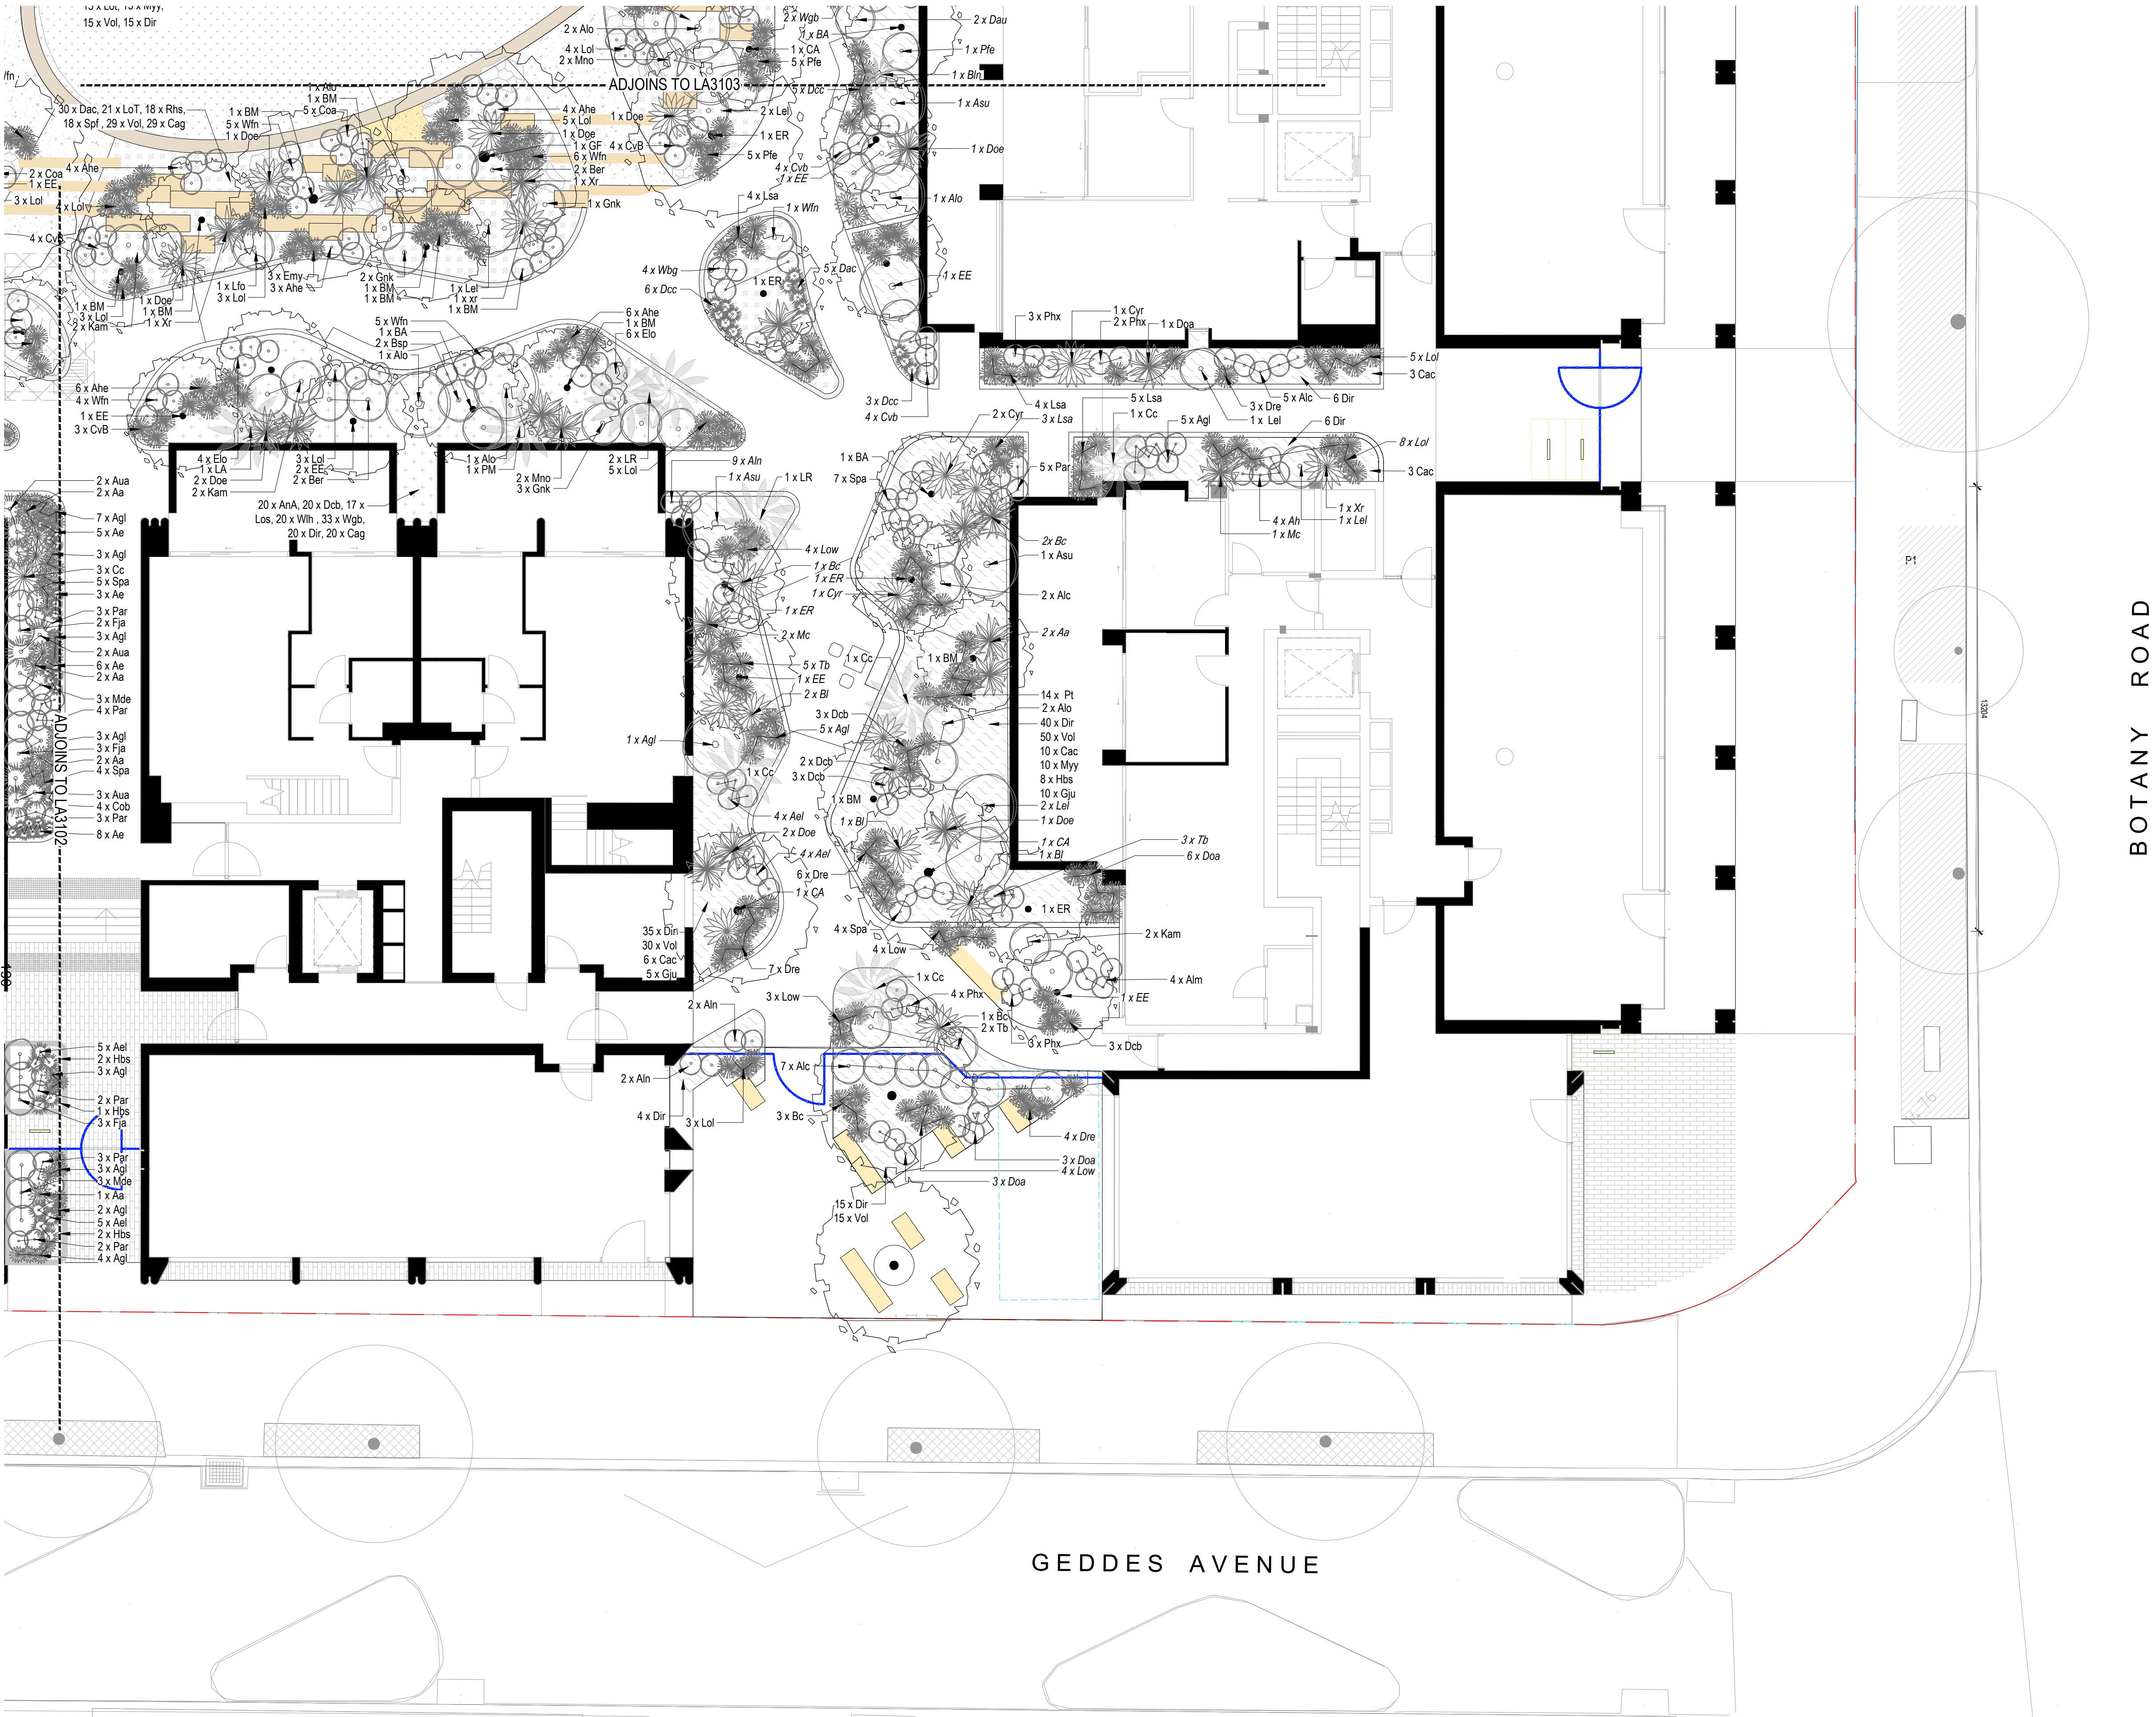 15 x Vol, 15 x Dir
2 x Alo
4 x Lol
2 x Mno
2 x Wgb
1 x BA
1 x CA
5 x Pfe
2 x Dau
1 x Pfe
1 x Bln
5 x Dcc
1 x Asu
ADJOINS TO LA3103
30 x Dac, 21 x LoT, 18 x Rhs,
18 x Spf , 29 x Vol, 29 x Cag
1 x BM
5 x Wfn
1 x Doe
1 x Alo
1 x BM
5 x Coa
4 x Ahe
5 x Lol
1 x Doe
1 x GF
6 x Wfn
2 x Ber
1 x Xr
1 x Gnk
1 x Doe
2 x Lel
1 x ER
4 x CvB
5 x Pfe
4 x Cvb
1 x EE
1 x Doe
1 x Alo
4 x Ahe
2 x Coa
1 x EE
3 x Lol
4 x Lol
4 x CvB
4 x Lsa
1 x Wfn
4 x Wbg
6 x Dcc
1 x ER
5 x Dac
1 x EE
1 x BM
3 x Lol
2 x Kam
1 x Doe
1 x BM
1 x Xr
1 x Lfo
3 x Lol
3 x Emy
3 x Ahe
2 x Gnk
1 x BM
1 x BM
1 x Lel
1 x xr
1 x BM
5 x Wfn
1 x BA
2 x Bsp
1 x Alo
6 x Ahe
1 x BM
6 x Elo
3 x Phx
1 x Cyr
2 x Phx
1 x Doa
5 x Lol
3 Cac
6 x Ahe
4 x Wfn
1 x EE
3 x CvB
3 x Dcc
4 x Cvb
4 x Lsa
5 x Alc
6 Dir
3 x Dre
1 x Lel
2 x Cyr
3 x Lsa
5 x Lsa
1 x Cc
5 x Agl
6 Dir
8 x Lol
3 Cac
4 x Elo
1 x LA
2 x Doe
2 x Kam
3 x Lol
2 x EE
2 x Ber
1 x Alo
1 x PM
2 x Mno
3 x Gnk
2 x LR
5 x Lol
9 x Aln
1 x Asu
1 x LR
1 x BA
7 x Spa
5 x Par
20 x AnA, 20 x Dcb, 17 x
Los, 20 x Wlh , 33 x Wgb,
20 x Dir, 20 x Cag
1 x Xr
1 x Lel
4 x Ah
1 x Mc
2 x Aua
2 x Aa
7 x Agl
5 x Ae
3 x Agl
3 x Cc
5 x Spa
3 x Ae
3 x Par
2 x Fja
3 x Agl
2 x Aua
6 x Ae
2 x Aa
3 x Mde
4 x Par
3 x Agl
3 x Fja
2 x Aa
4 x Spa
3 x Aua
4 x Cob
3 x Par
8 x Ae
ADJOINS TO LA3102
4 x Low
1 x Bc
1 x ER
1 x Cyr
1 x ER
2 x Mc
5 x Tb
1 x EE
2 x Bl
1 x Agl
5 x Agl
1 x Cc
4 x Ael
2 x Doe
4 x Ael
1 x CA
35 x Din
30 x Vol
6 x Cac
5 x Gju
7 x Dre
2 x Bc
1 x Asu
2 x Alc
2 x Aa
1 x Cc
1 x BM
3 x Dcb
2 x Dcb
3 x Dcb
1 x BM
1 x Bl
14 x Pt
2 x Alo
40 x Dir
50 x Vol
10 x Cac
10 x Myy
8 x Hbs
10 x Gju
2 x Lel
1 x Doe
1 x CA
1 x Bl
3 x Tb
6 x Doa
6 x Dre
1 x ER
4 x Spa
4 x Low
2 x Kam
4 x Alm
1 x EE
1 x Cc
4 x Phx
3 x Low
2 x Aln
1 x Bc
2 x Tb
3 x Phx
3 x Dcb
7 x Alc
2 x Aln
4 x Dir
3 x Lol
3 x Bc
4 x Dre
3 x Doa
4 x Low
3 x Doa
15 x Dir
15 x Vol
5 x Ael
2 x Hbs
3 x Agl
2 x Par
1 x Hbs
3 x Fja
3 x Par
3 x Agl
3 x Mde
1 x Aa
2 x Agl
5 x Ael
2 x Hbs
2 x Par
4 x Agl
P1
13204
BOTANY ROAD
GEDDES AVENUE